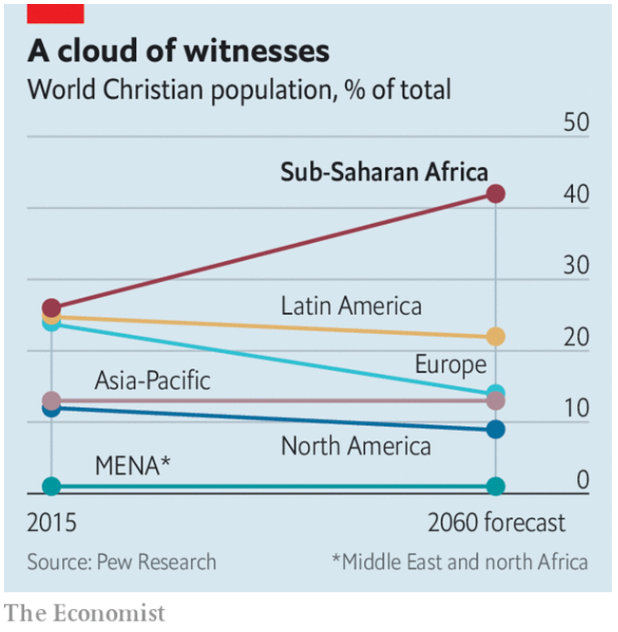 A cloud of witnesses
World Christian population, % of total
50
Sub-Saharan Africa
40
30
Latin America
20
Europe
Asia-Pacific
10
North America
MENA*
0
2015
2060 forecast
Source: Pew Research
*Middle East and north Africa
The Economist